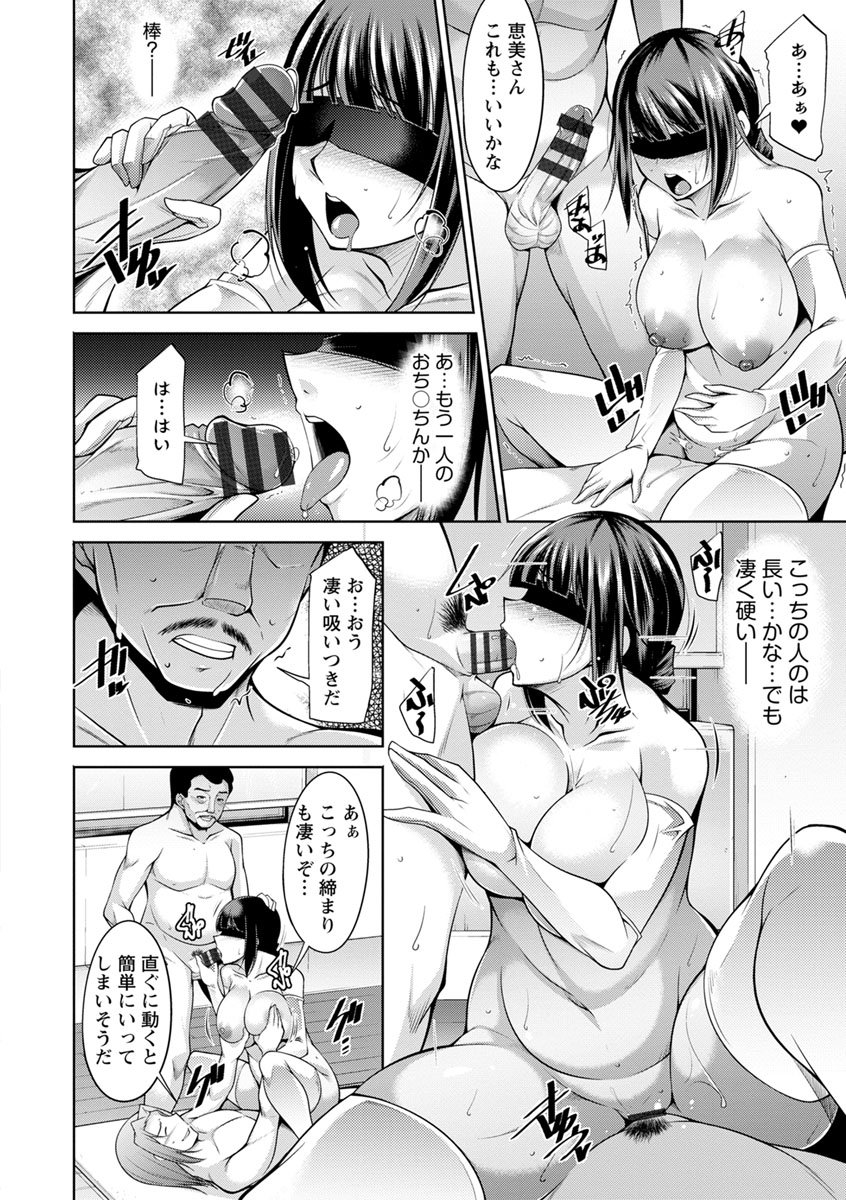 あ…あぁ♥
恵美さん
これも…いいかな
棒?――
あ…もう一人の
おち○ちんか――
は…はい
こっちの人のは
長い…かな…でも
凄く硬い――
お…おう
凄い吸いつきだ
あぁ
こっちの締まり
も凄いぞ…
直ぐに動くと
簡単にいって
しまいそうだ